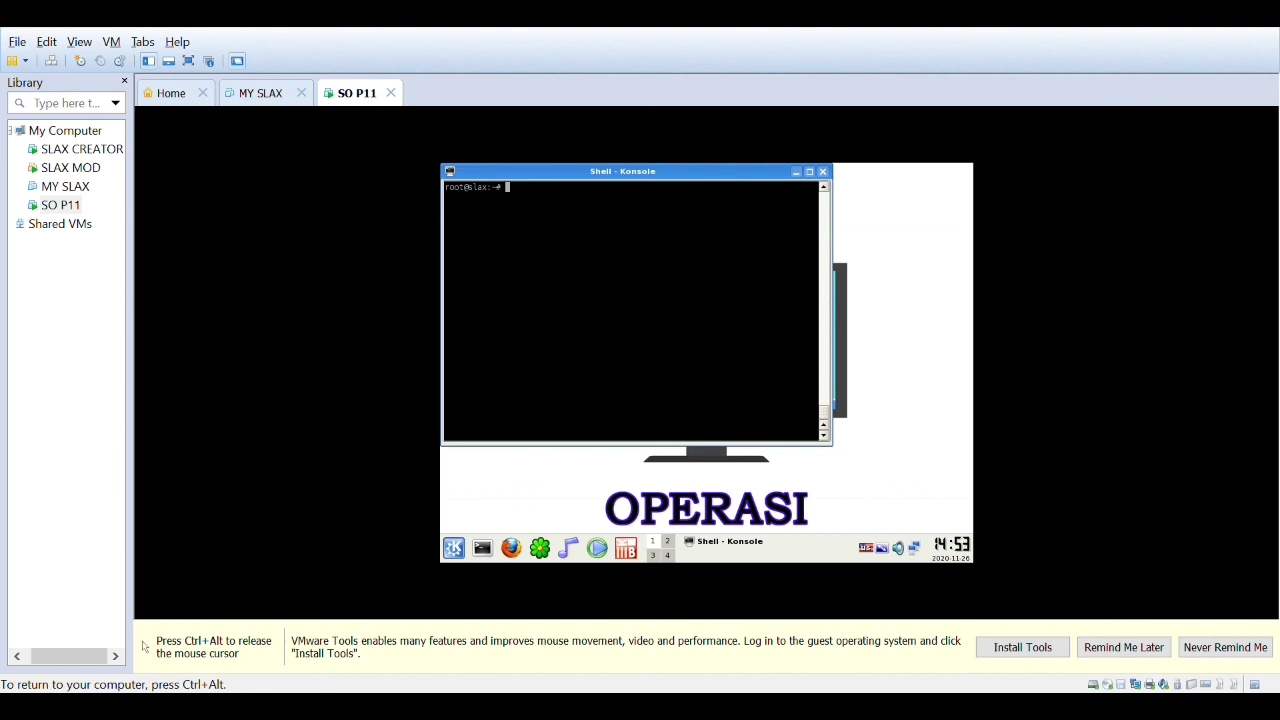 File Edit View VM Tabs Help
Library
Home
MY SLAX
SO P11
Type here t...
My Computer
SLAX CREATOR
SLAX MOD
MY SLAX
SO P11
Shared VMs
Shell - Konsole
root@slax:~#
OPERASI
1 2
3 4
Shell - Konsole
14:53
2020-11-26
Press Ctrl+Alt to release
the mouse cursor
VMware Tools enables many features and improves mouse movement, video and performance. Log in to the guest operating system and click
"Install Tools".
Install Tools
Remind Me Later
Never Remind Me
To return to your computer, press Ctrl+Alt.